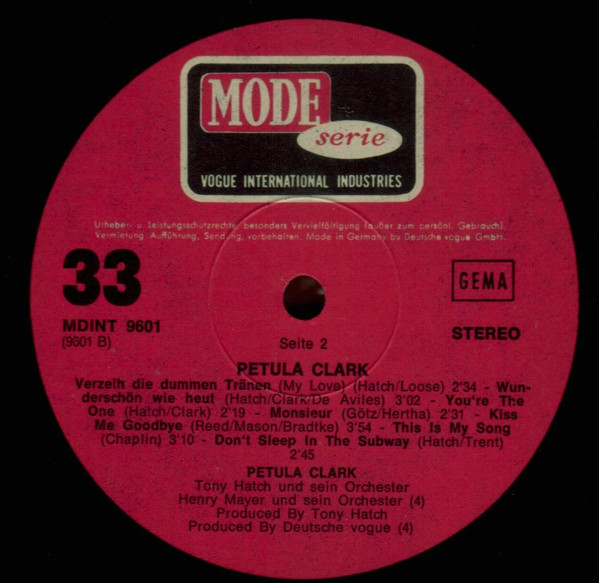 MODE
serie
VOGUE INTERNATIONAL INDUSTRIES
Urheber- u. Leistungsschutzrechte, besonders Vervielfältigung (außer zum persönl. Gebrauch),
Vermietung, Aufführung, Sendung, vorbehalten. Made in Germany by Deutsche vogue Gmbh.
33
GEMA
MDINT 9601
(9601 B)
STEREO
Seite 2
PETULA CLARK
Verzeih die dummen Tränen (My Love) (Hatch/Loose) 2'34 - Wun-
derschön wie heut (Hatch/Clark/De Aviles) 3'02 - You're The
One (Hatch/Clark) 2'19 - Monsieur (Götz/Hertha) 2'31 - Kiss
Me Goodbye (Reed/Mason/Bradtke) 3'54 - This Is My Song
(Chaplin) 3'10 - Don't Sleep In The Subway (Hatch/Trent)
2'45
PETULA CLARK
Tony Hatch und sein Orchester
Henry Mayer und sein Orchester (4)
Produced By Tony Hatch
Produced By Deutsche vogue (4)